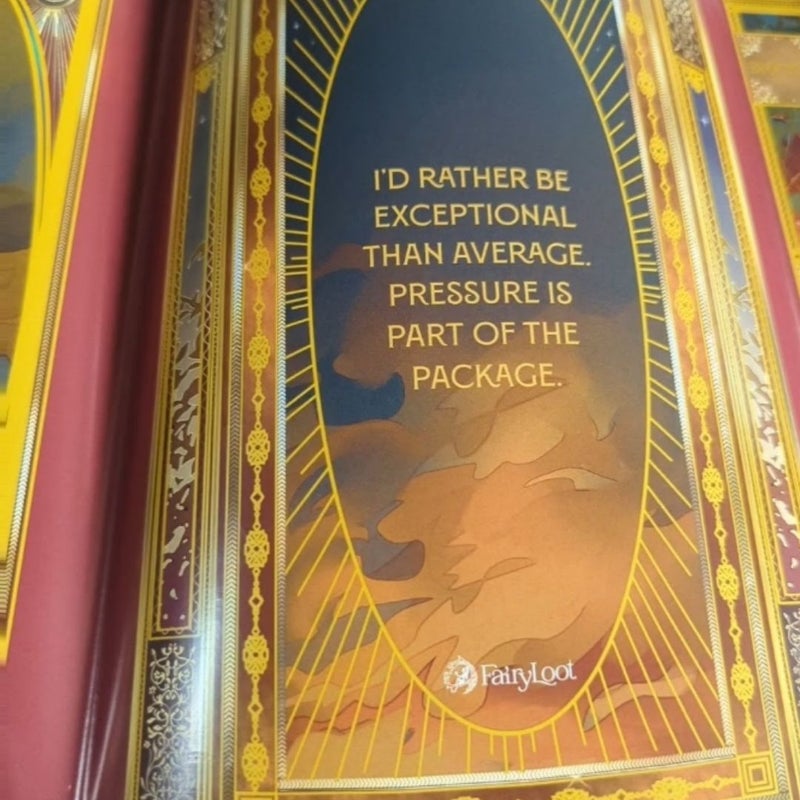 I'D RATHER BE
EXCEPTIONAL
THAN AVERAGE.
PRESSURE IS
PART OF THE
PACKAGE.
FairyLoot